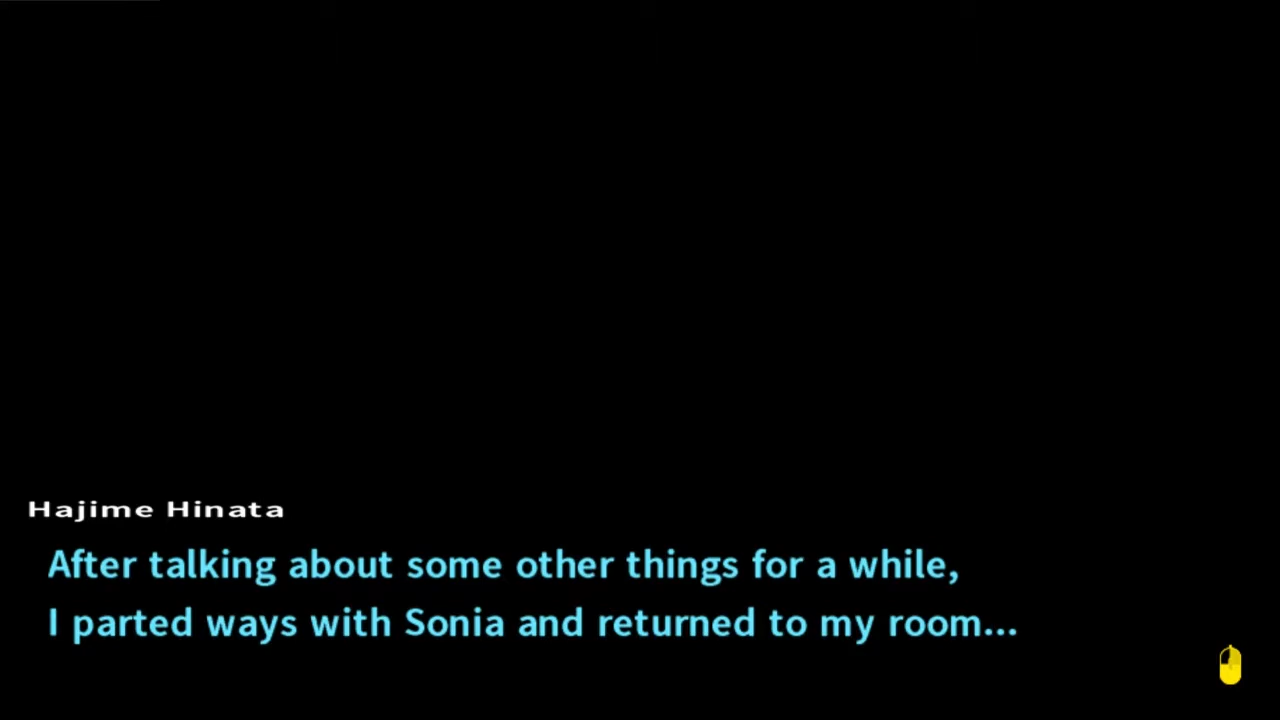 Hajime Hinata
After talking about some other things for a while,
I parted ways with Sonia and returned to my room...